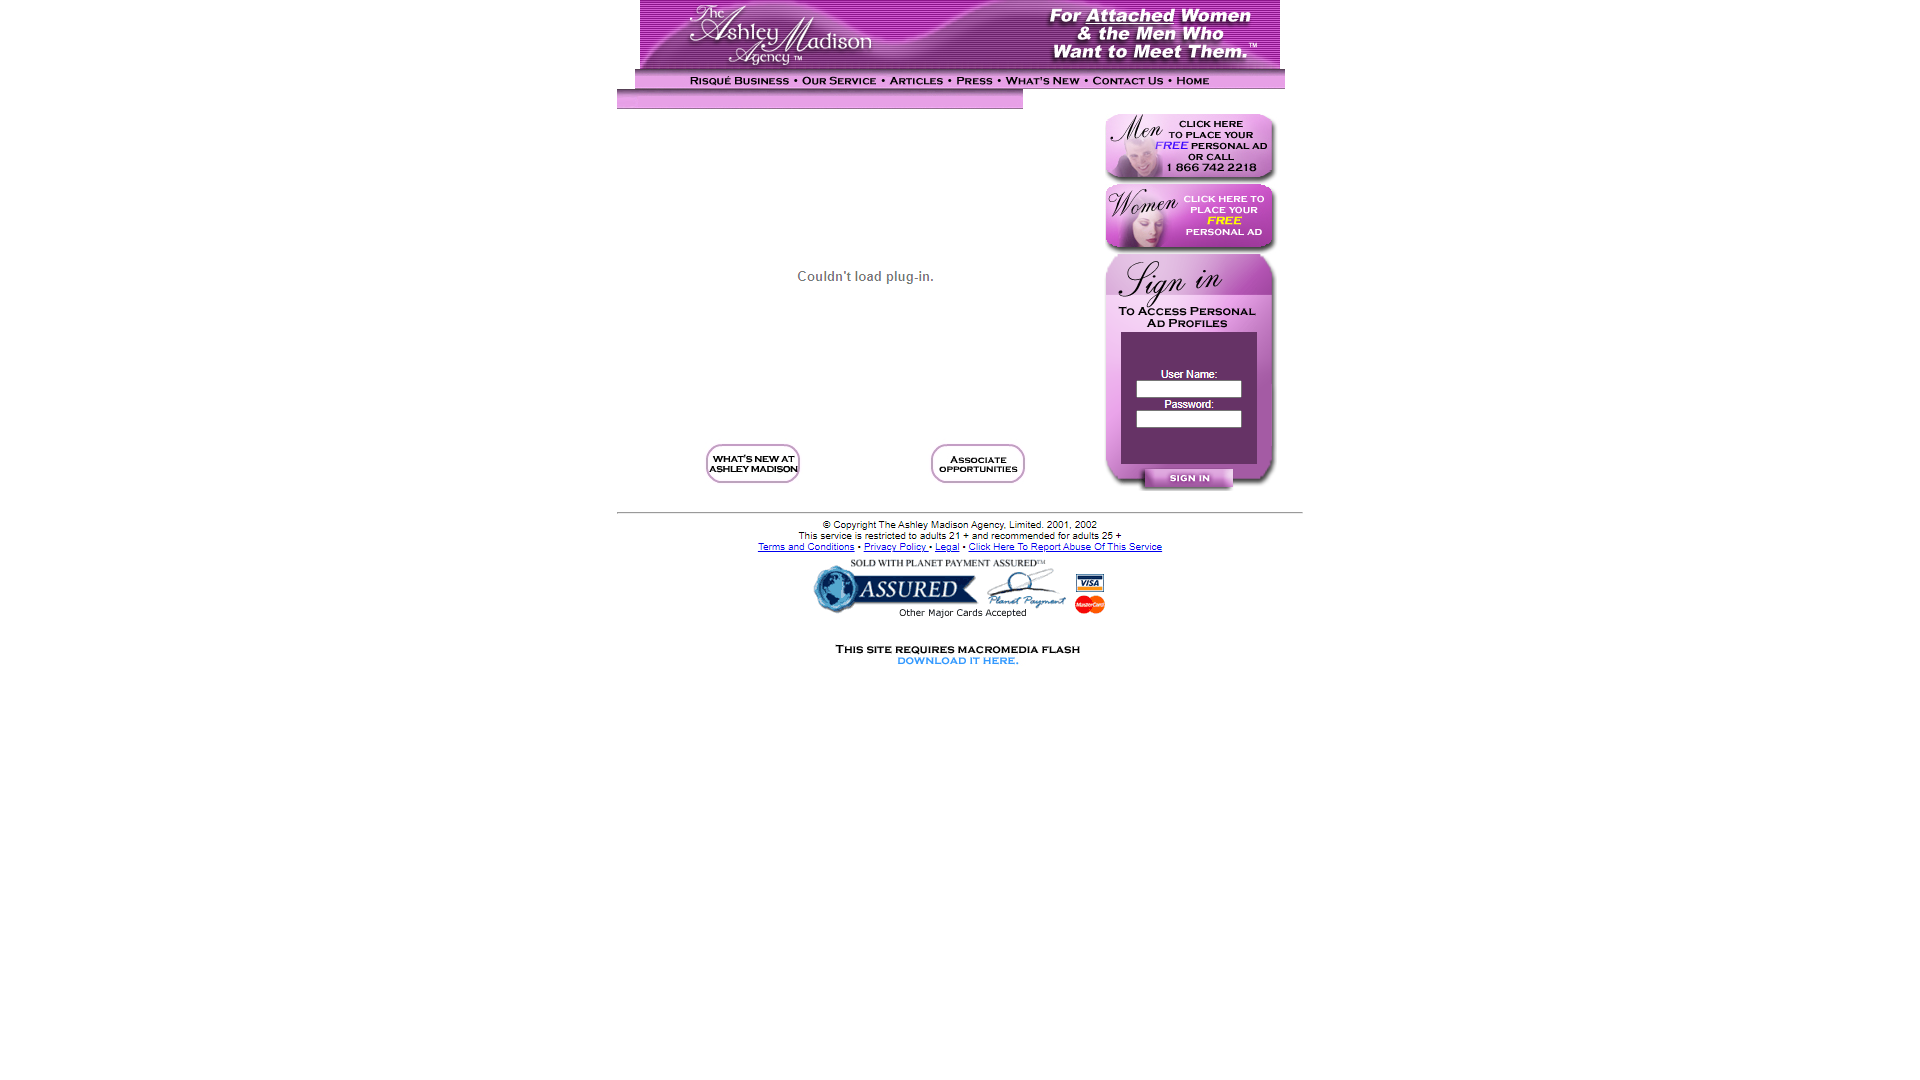 The
Ashley Madison
Agency™
For Attached Women
& the Men Who
Want to Meet Them.™
Risqué Business • Our Service • Articles • Press • What's New • Contact Us • Home
Men
CLICK HERE
TO PLACE YOUR
FREE PERSONAL AD
OR CALL
1 866 742 2218
Women
CLICK HERE TO
PLACE YOUR
FREE
PERSONAL AD
Couldn't load plug-in.
Sign in
To Access Personal
Ad Profiles
User Name:
Password:
SIGN IN
WHAT'S NEW AT
ASHLEY MADISON
Associate
opportunities
© Copyright The Ashley Madison Agency, Limited. 2001, 2002
This service is restricted to adults 21 + and recommended for adults 25 +
Terms and Conditions • Privacy Policy • Legal • Click Here To Report Abuse Of This Service
SOLD WITH PLANET PAYMENT ASSURED™
ASSURED
Planet Payment
VISA
MasterCard
Other Major Cards Accepted
This site requires macromedia flash
download it here.